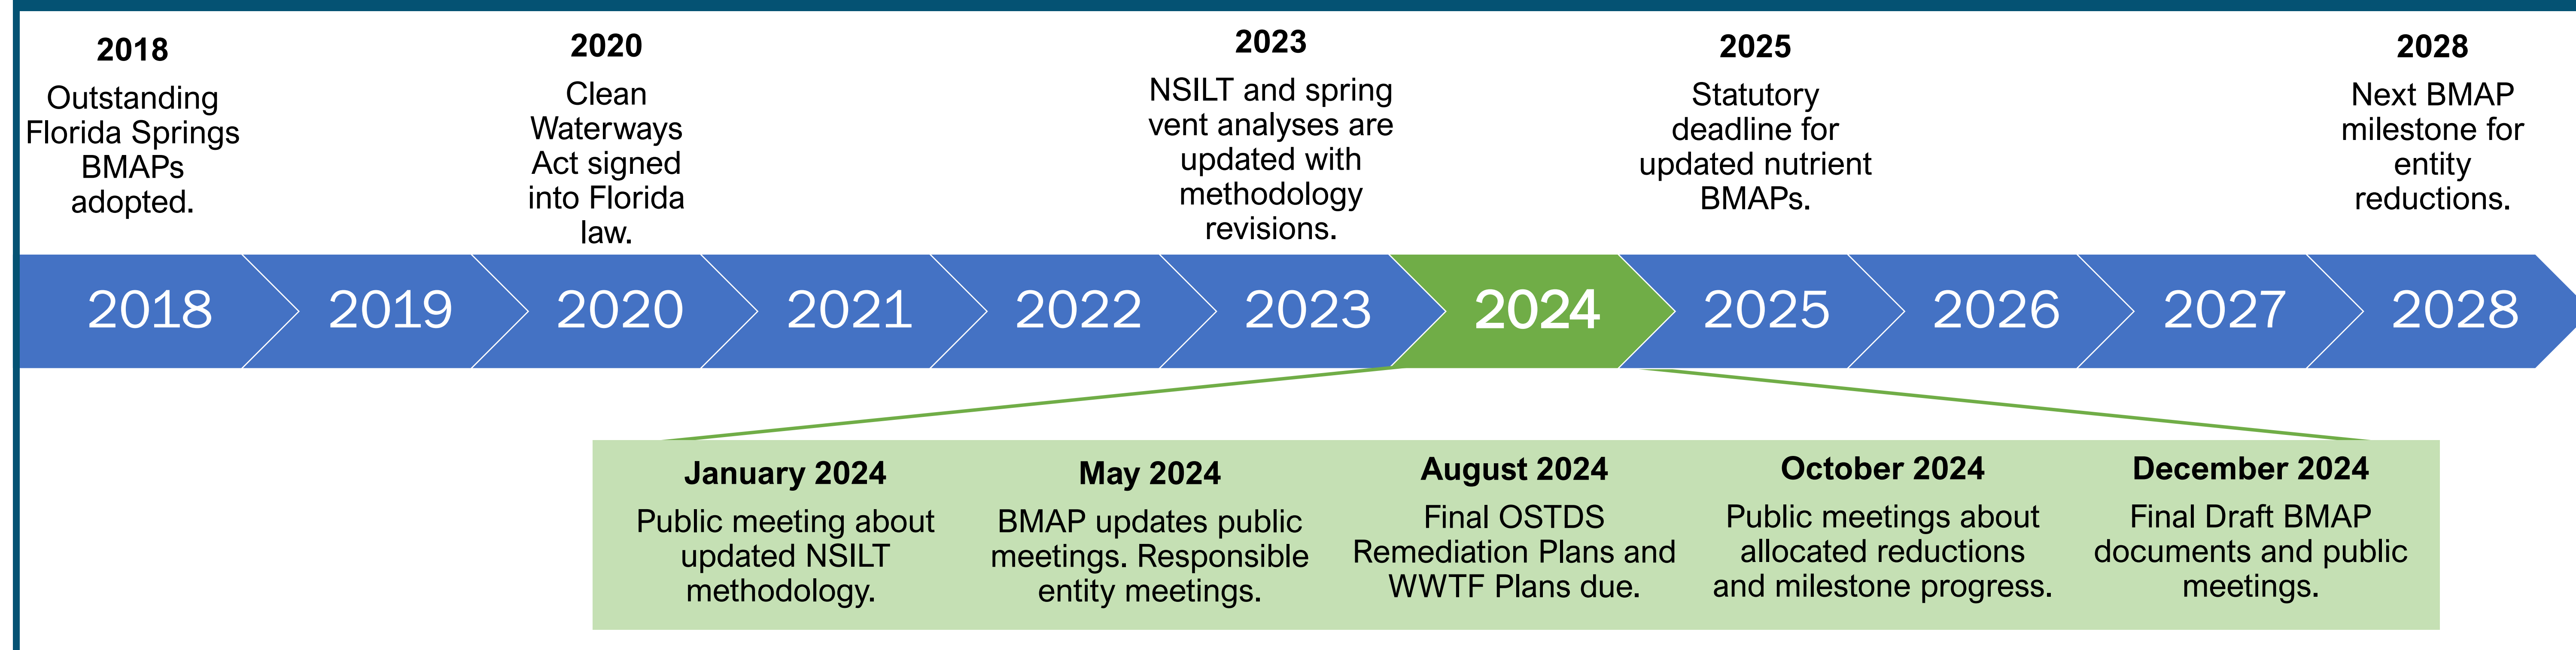 2018
Outstanding
Florida Springs
BMAPs
adopted.
2020
Clean
Waterways
Act signed
into Florida
law.
2023
NSILT and spring
vent analyses are
updated with
methodology
revisions.
2025
Statutory
deadline for
updated nutrient
BMAPs.
2028
Next BMAP
milestone for
entity
reductions.
2018
2019
2020
2021
2022
2023
2024
2025
2026
2027
2028
January 2024
Public meeting about
updated NSILT
methodology.
May 2024
BMAP updates public
meetings. Responsible
entity meetings.
August 2024
Final OSTDS
Remediation Plans and
WWTF Plans due.
October 2024
Public meetings about
allocated reductions
and milestone progress.
December 2024
Final Draft BMAP
documents and public
meetings.